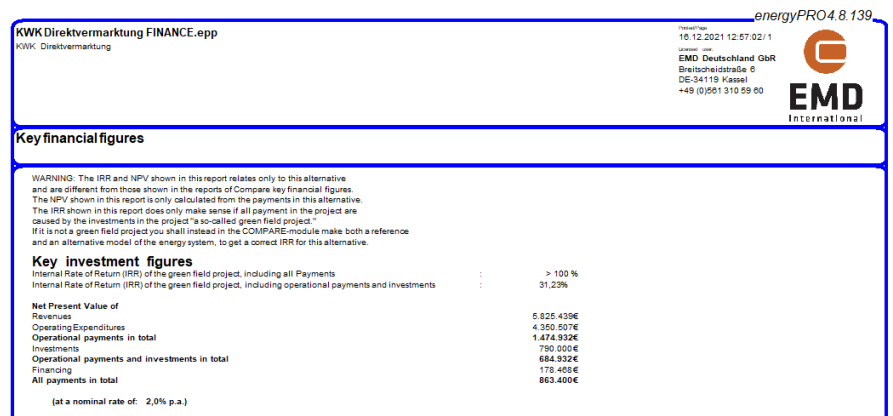 energyPRO 4.8.139
KWK Direktvermarktung FINANCE.epp
KWK Direktvermarktung
Printed/Page
16.12.2021 12:57:02 / 1
Licensed user:
EMD Deutschland GbR
Breitscheidstraße 6
DE-34119 Kassel
+49 (0)561 310 59 60
EMD
International
Key financial figures
WARNING: The IRR and NPV shown in this report relates only to this alternative
and are different from those shown in the reports of Compare key financial figures.
The NPV shown in this report is only calculated from the payments in this alternative.
The IRR shown in this report does only make sense if all payment in the project are
caused by the investments in the project "a so-called green field project."
If it is not a green field project you shall instead in the COMPARE-module make both a reference
and an alternative model of the energy system, to get a correct IRR for this alternative.
Key investment figures
Internal Rate of Return (IRR) of the green field project, including all Payments : > 100 %
Internal Rate of Return (IRR) of the green field project, including operational payments and investments : 31,23%
Net Present Value of
Revenues 5.825.439€
Operating Expenditures 4.350.507€
Operational payments in total 1.474.932€
Investments 790.000€
Operational payments and investments in total 684.932€
Financing 178.468€
All payments in total 863.400€
(at a nominal rate of: 2,0% p.a.)